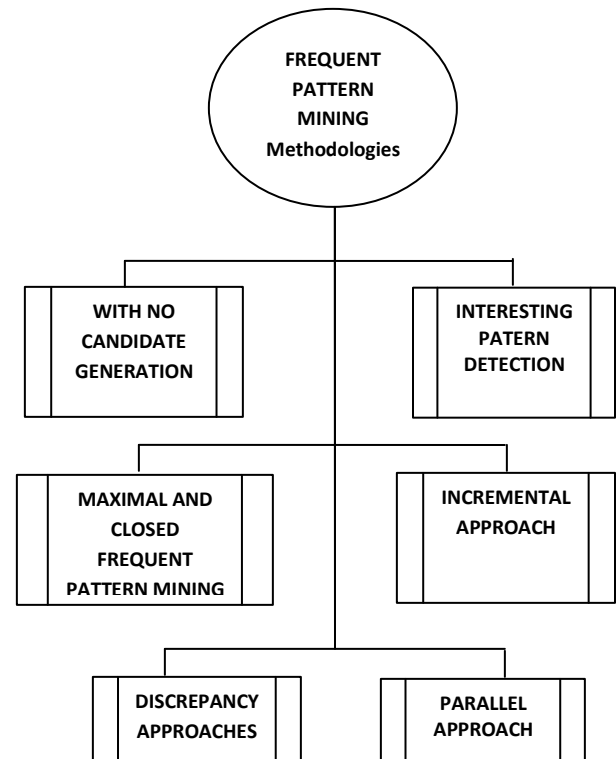 FREQUENT
PATTERN
MINING
Methodologies
WITH NO
CANDIDATE
GENERATION
INTERESTING
PATERN
DETECTION
MAXIMAL AND
CLOSED
FREQUENT
PATTERN MINING
INCREMENTAL
APPROACH
DISCREPANCY
APPROACHES
PARALLEL
APPROACH